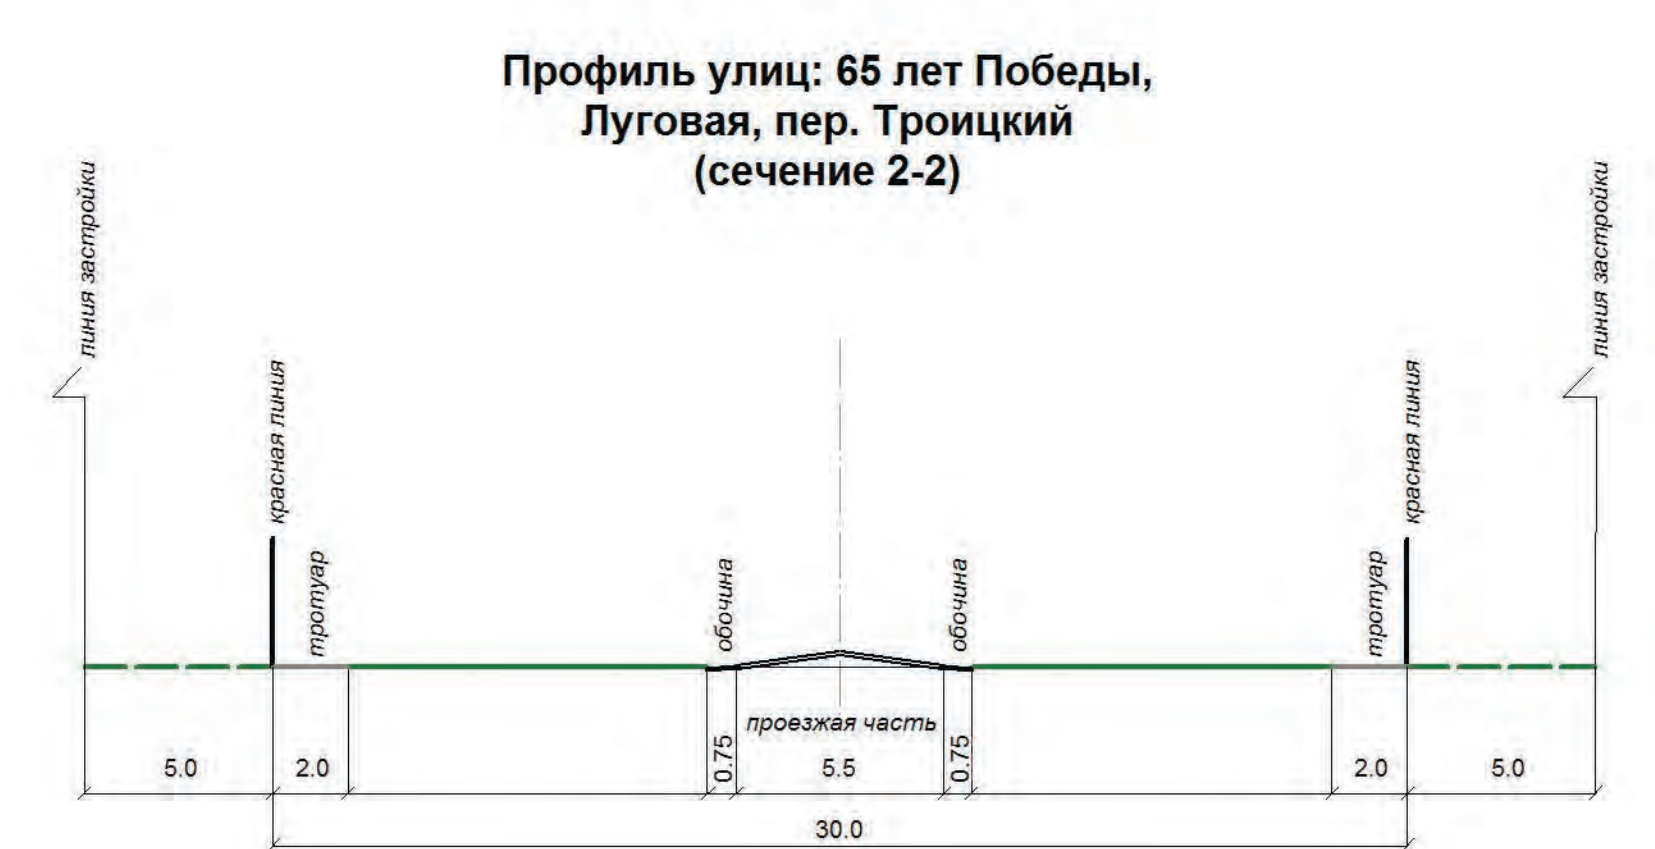 Профиль улиц: 65 лет Победы,
Луговая, пер. Троицкий
(сечение 2-2)
линия застройки
линия застройки
красная линия
красная линия
тротуар
обочина
обочина
тротуар
проезжая часть
5.0
2.0
0.75
5.5
0.75
2.0
5.0
30.0